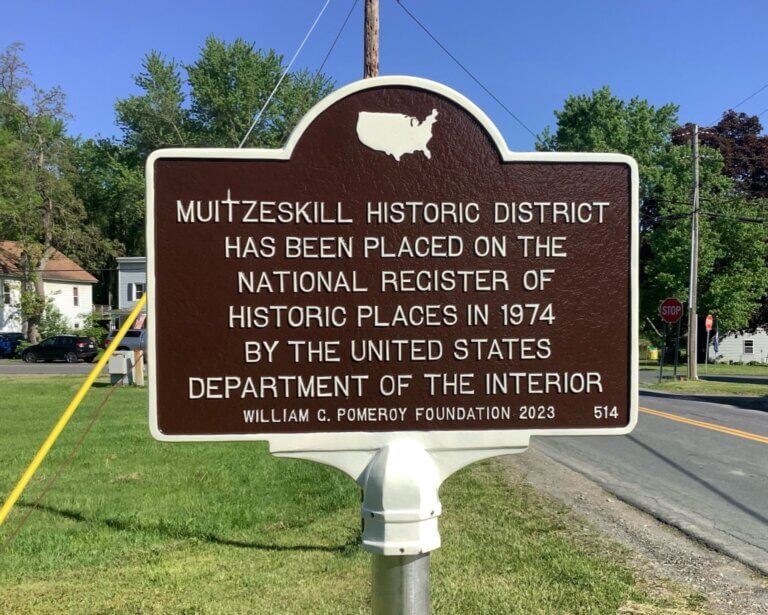 MUITZESKILL HISTORIC DISTRICT
HAS BEEN PLACED ON THE
NATIONAL REGISTER OF
HISTORIC PLACES IN 1974
BY THE UNITED STATES
DEPARTMENT OF THE INTERIOR
WILLIAM G. POMEROY FOUNDATION 2023 514
STOP